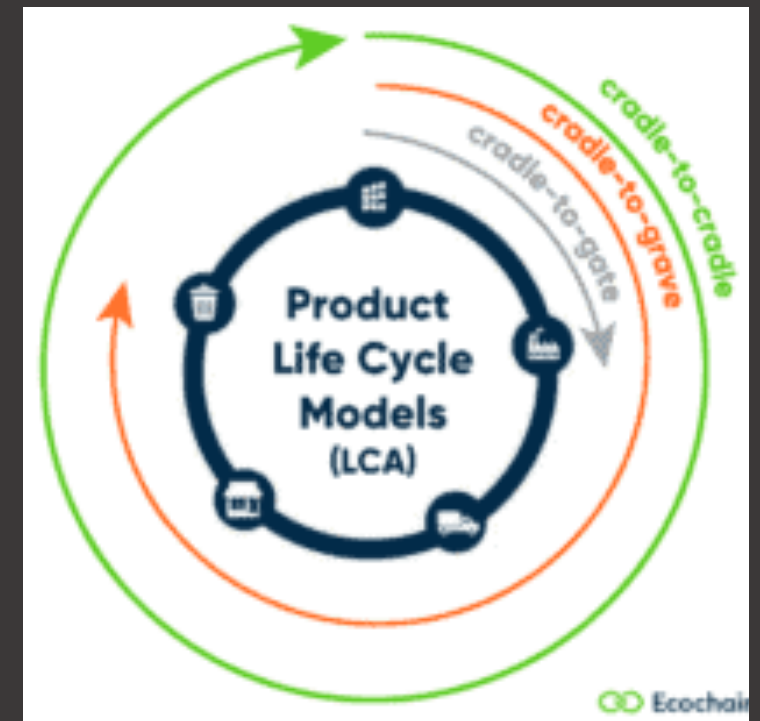 cradle-to-cradle
cradle-to-grave
cradle-to-gate
Product
Life Cycle
Models
(LCA)
Ecochain